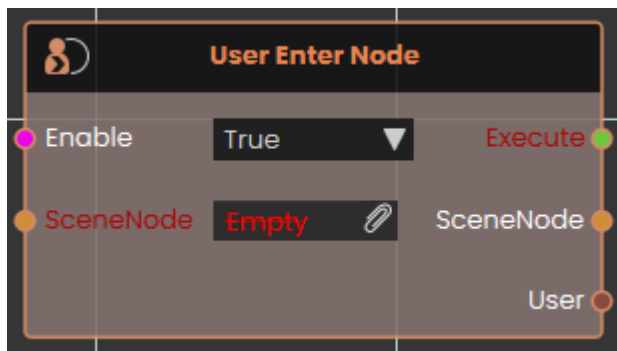 User Enter Node
Enable True Execute
SceneNode Empty SceneNode
User